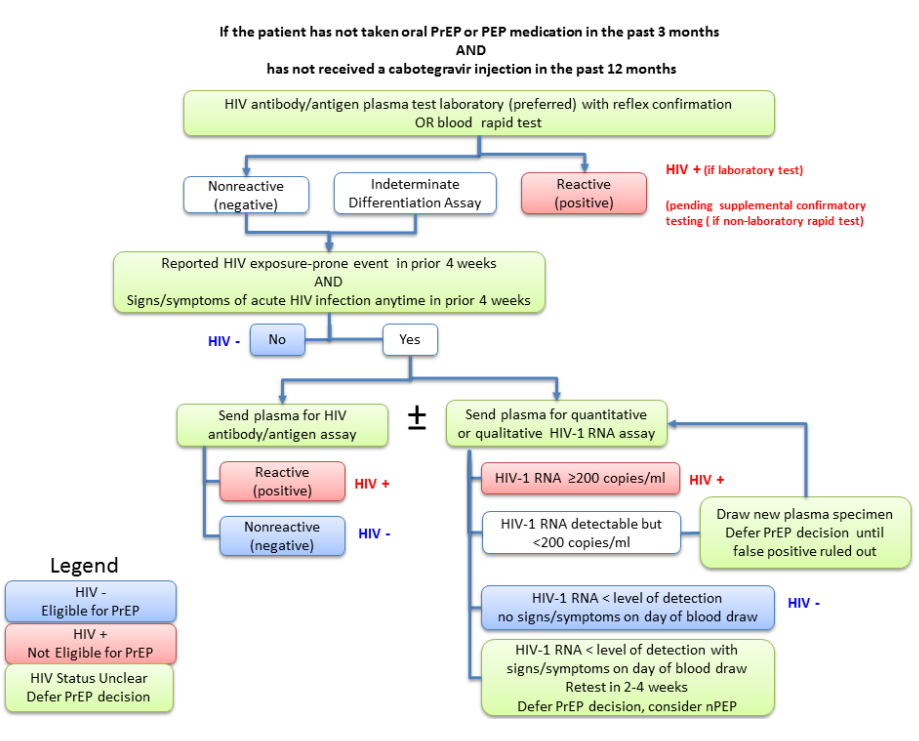 If the patient has not taken oral PrEP or PEP medication in the past 3 months
AND
has not received a cabotegravir injection in the past 12 months
HIV antibody/antigen plasma test laboratory (preferred) with reflex confirmation
OR blood rapid test
Nonreactive
(negative)
Indeterminate
Differentiation Assay
Reactive
(positive)
HIV + (if laboratory test)
(pending supplemental confirmatory
testing ( if non-laboratory rapid test)
Reported HIV exposure-prone event in prior 4 weeks
AND
Signs/symptoms of acute HIV infection anytime in prior 4 weeks
HIV -
No
Yes
Send plasma for HIV
antibody/antigen assay
±
Send plasma for quantitative
or qualitative HIV-1 RNA assay
Reactive
(positive)
HIV +
Nonreactive
(negative)
HIV -
HIV-1 RNA ≥200 copies/ml
HIV +
HIV-1 RNA detectable but
<200 copies/ml
Draw new plasma specimen
Defer PrEP decision until
false positive ruled out
HIV-1 RNA < level of detection
no signs/symptoms on day of blood draw
HIV -
HIV-1 RNA < level of detection with
signs/symptoms on day of blood draw
Retest in 2-4 weeks
Defer PrEP decision, consider nPEP
Legend
HIV -
Eligible for PrEP
HIV +
Not Eligible for PrEP
HIV Status Unclear
Defer PrEP decision